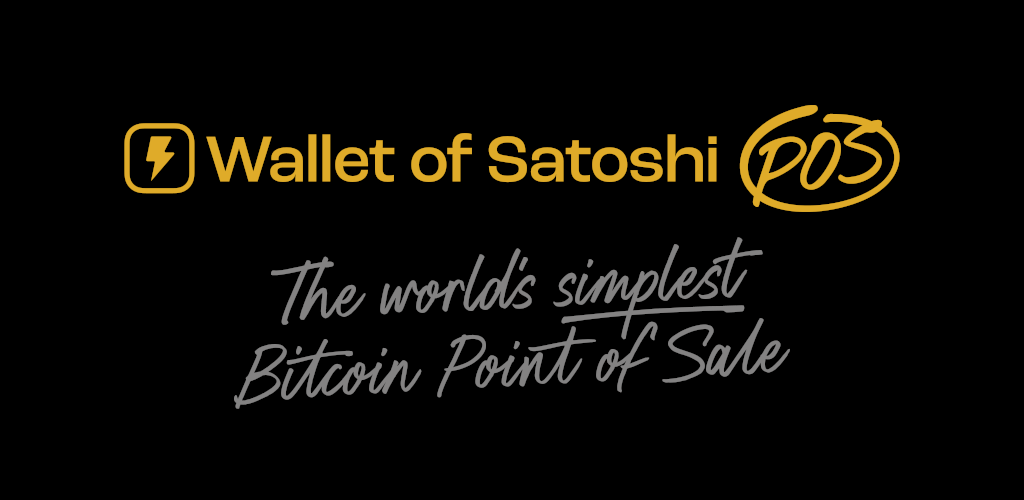 Wallet of Satoshi POS
The world's simplest
Bitcoin Point of Sale